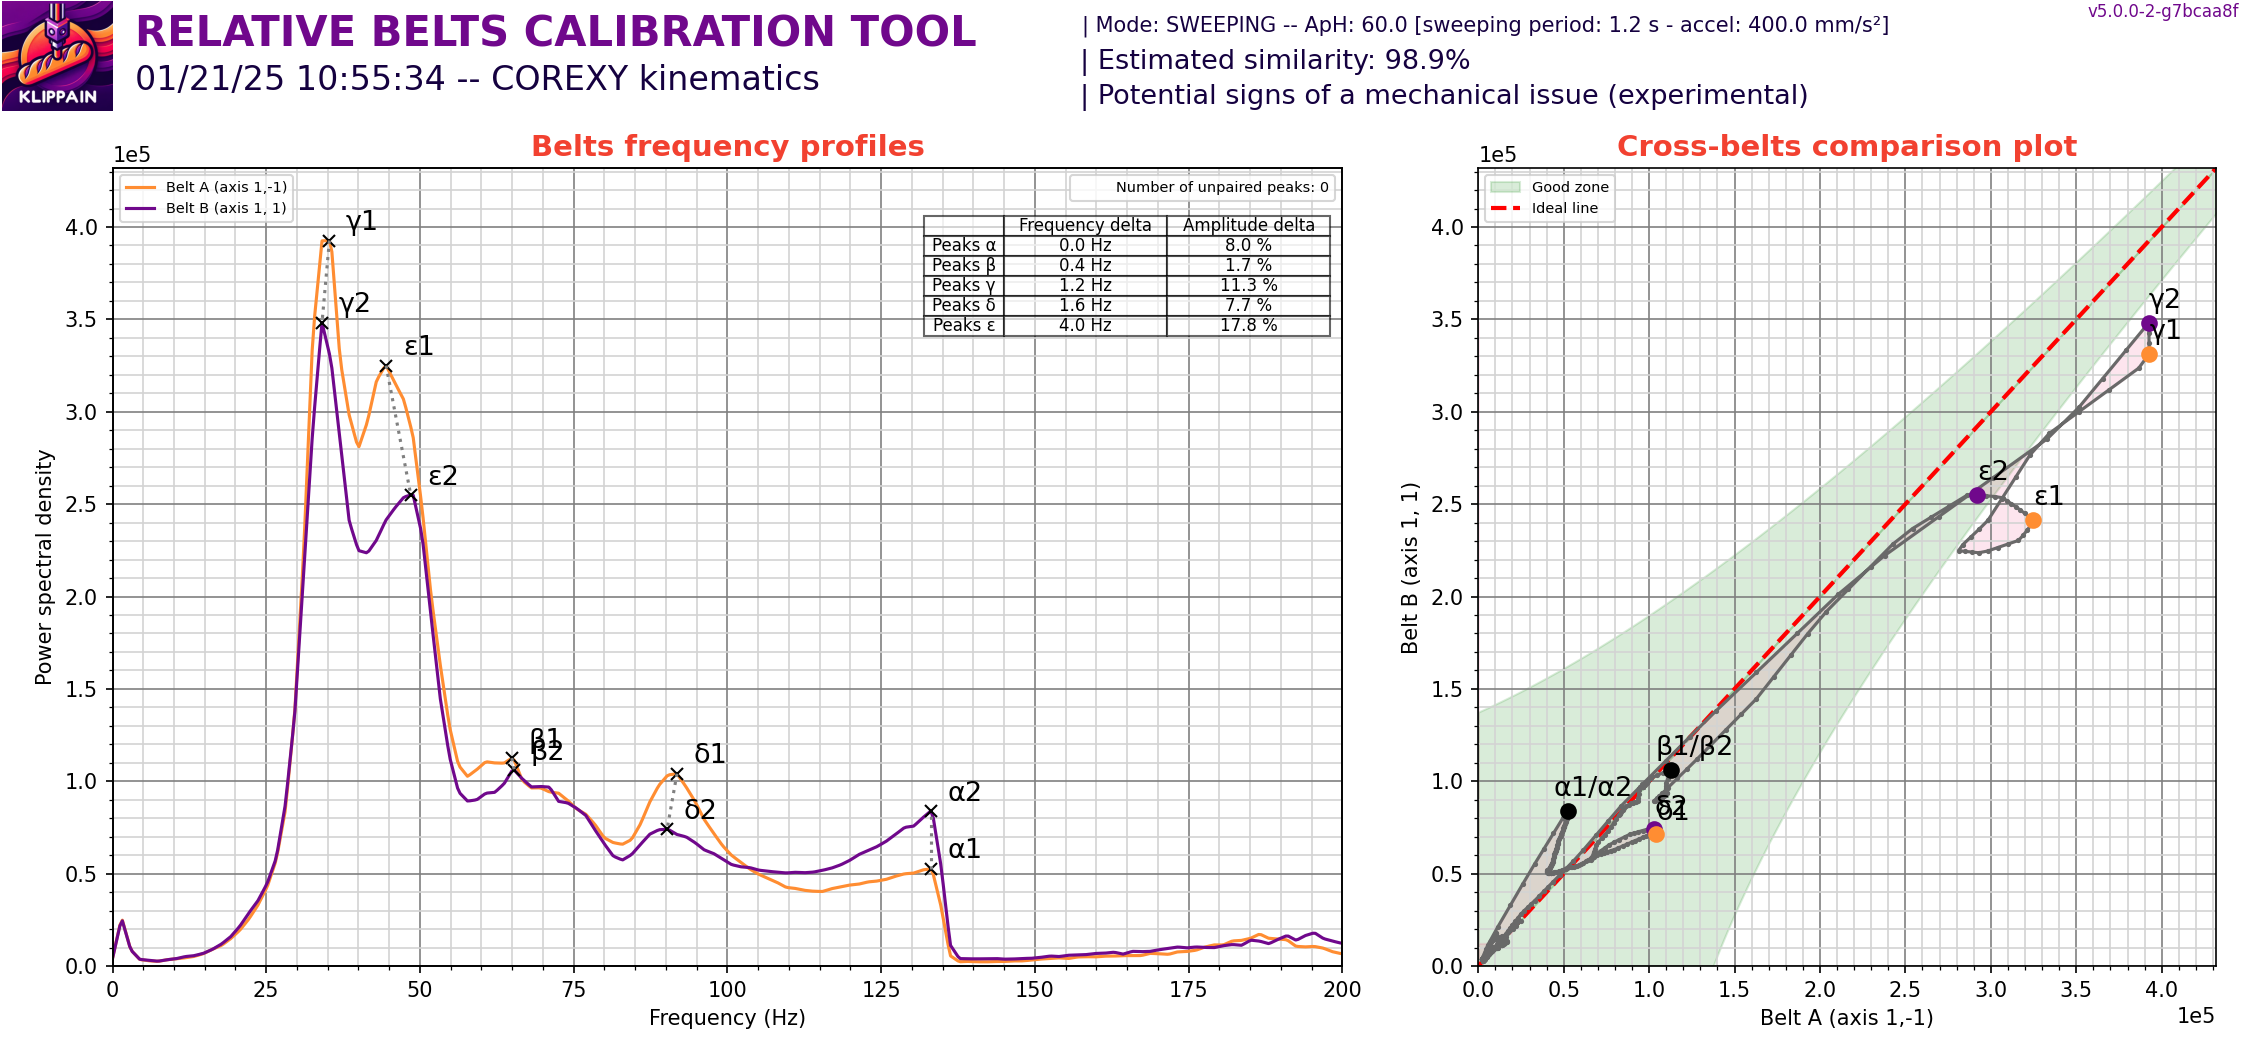 KLIPPAIN
RELATIVE BELTS CALIBRATION TOOL
01/21/25 10:55:34 -- COREXY kinematics
| Mode: SWEEPING -- ApH: 60.0 [sweeping period: 1.2 s - accel: 400.0 mm/s²]
| Estimated similarity: 98.9%
| Potential signs of a mechanical issue (experimental)
v5.0.0-2-g7bcaa8f
Belts frequency profiles
1e5
Belt A (axis 1,-1)
Belt B (axis 1, 1)
Number of unpaired peaks: 0
Frequency delta Amplitude delta
Peaks α 0.0 Hz 8.0 %
Peaks β 0.4 Hz 1.7 %
Peaks γ 1.2 Hz 11.3 %
Peaks δ 1.6 Hz 7.7 %
Peaks ε 4.0 Hz 17.8 %
γ1
γ2
ε1
ε2
β1
β2
δ1
δ2
α2
α1
4.0
3.5
3.0
2.5
2.0
1.5
1.0
0.5
0.0
Power spectral density
0 25 50 75 100 125 150 175 200
Frequency (Hz)
Cross-belts comparison plot
1e5
Good zone
Ideal line
γ2
γ1
ε2
ε1
β1/β2
α1/α2
δ2
δ1
4.0
3.5
3.0
2.5
2.0
1.5
1.0
0.5
0.0
Belt B (axis 1, 1)
0.0 0.5 1.0 1.5 2.0 2.5 3.0 3.5 4.0
Belt A (axis 1,-1)
1e5